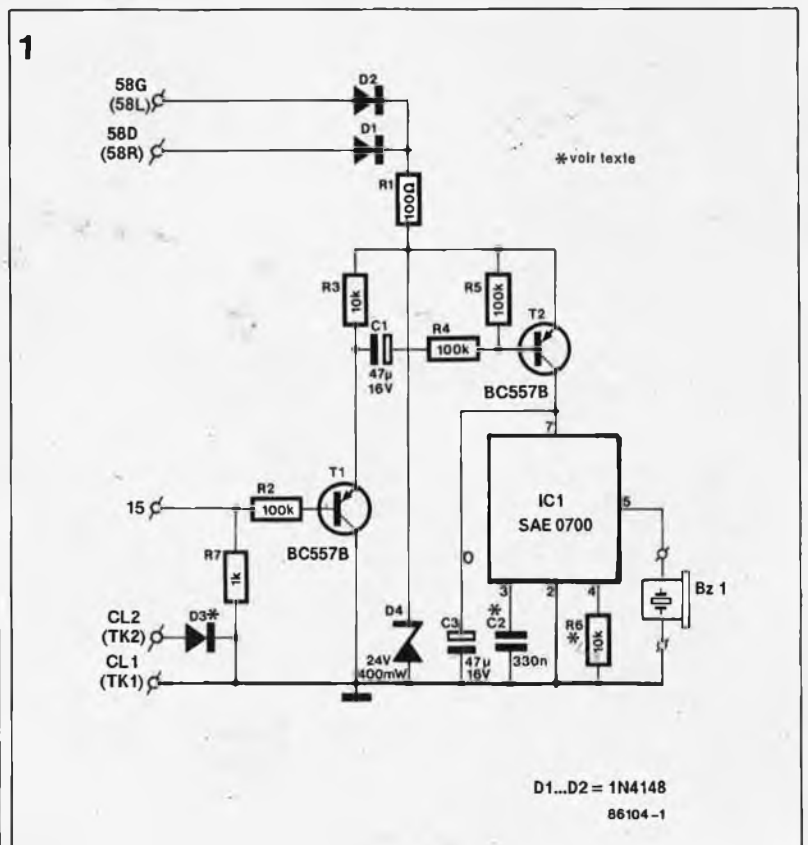 1
58G
(58L)
58D
(58R)
D2
D1
*voir texte
R1
100Ω
R3
10k
C1
47µ
16V
R4
100k
R5
100k
T2
BC557B
7
15
R2
100k
T1
BC557B
IC1
SAE 0700
5
R7
1k
0
3
2
4
Bz 1
CL2
(TK2)
D3*
CL1
(TK1)
D4
24V
400mW
C3
47µ
16V
*
C2
330n
R6
*
10k
D1...D2 = 1N4148
86104-1